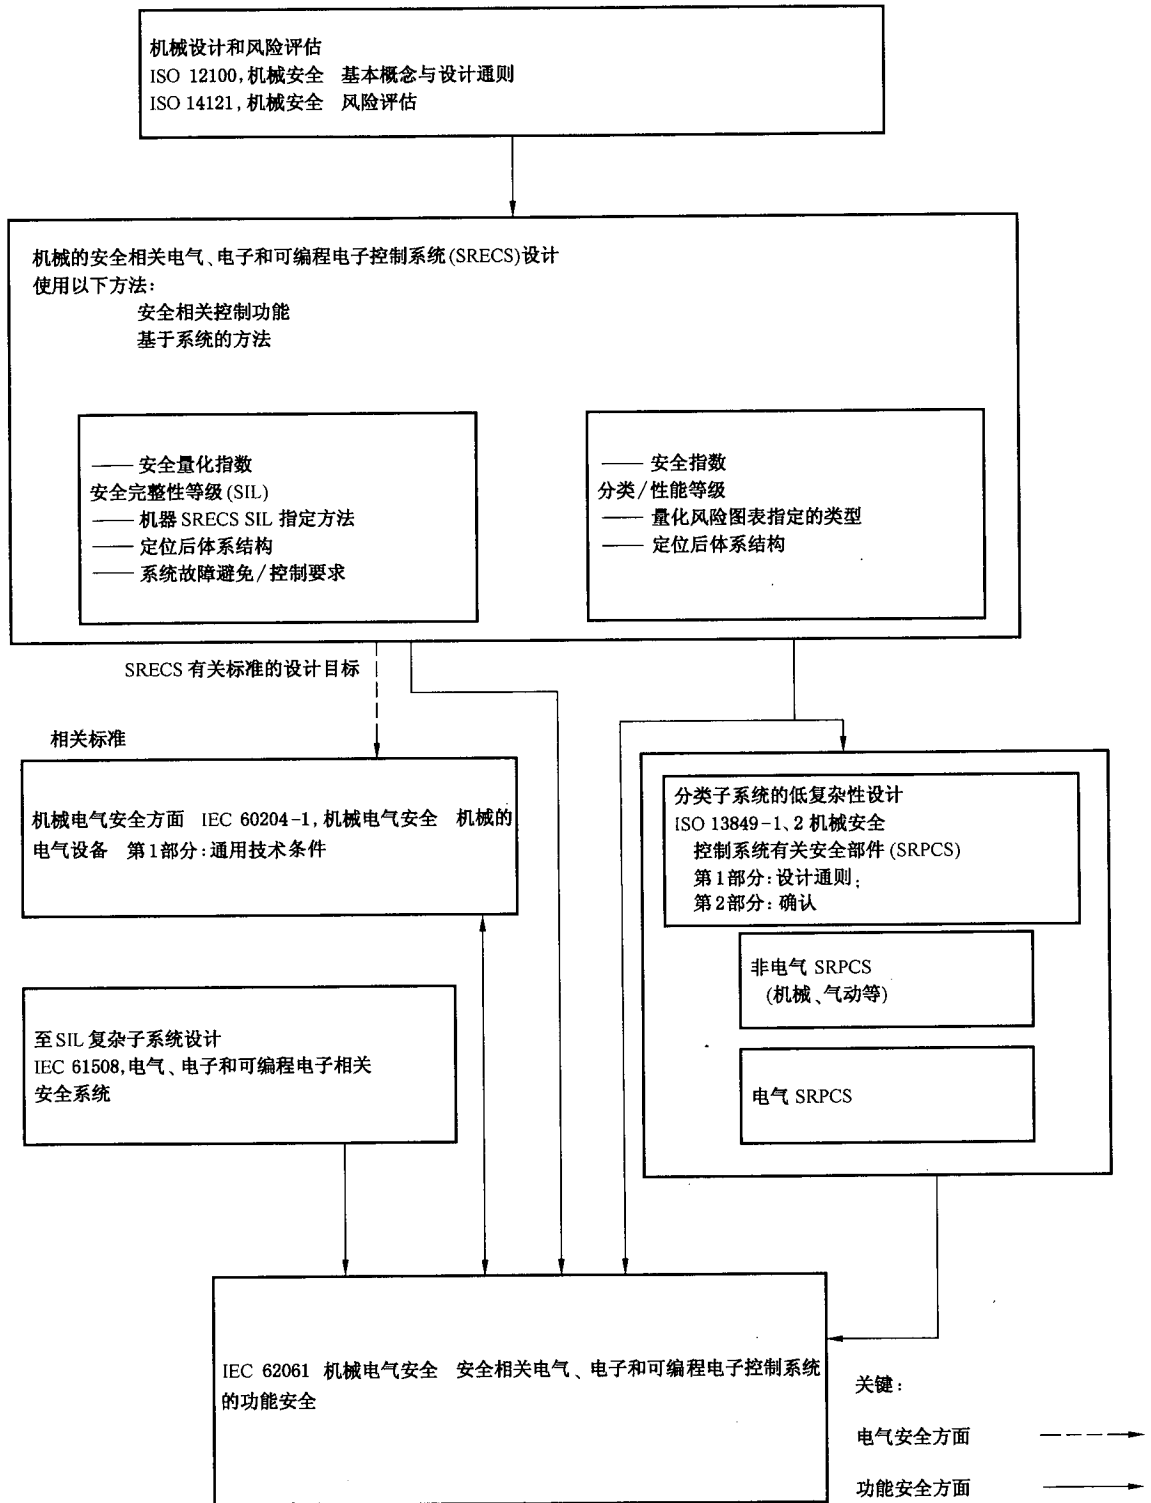 机械设计和风险评估
ISO 12100,机械安全 基本概念与设计通则
ISO 14121,机械安全 风险评估
机械的安全相关电气、电子和可编程电子控制系统(SRECS)设计
使用以下方法:
安全相关控制功能
基于系统的方法
—— 安全量化指数
安全完整性等级(SIL)
—— 机器SRECS SIL 指定方法
—— 定位后体系结构
—— 系统故障避免/控制要求
—— 安全指数
分类/性能等级
—— 量化风险图表指定的类型
—— 定位后体系结构
SRECS 有关标准的设计目标
相关标准
机械电气安全方面 IEC 60204-1,机械电气安全 机械的
电气设备 第1部分:通用技术条件
分类子系统的低复杂性设计
ISO 13849-1、2 机械安全
控制系统有关安全部件(SRPCS)
第1部分:设计通则;
第2部分:确认
非电气 SRPCS
(机械、气动等)
至SIL 复杂子系统设计
IEC 61508,电气、电子和可编程电子相关
安全系统
电气 SRPCS
IEC 62061 机械电气安全 安全相关电气、电子和可编程电子控制系统
的功能安全
关键:
电气安全方面
功能安全方面